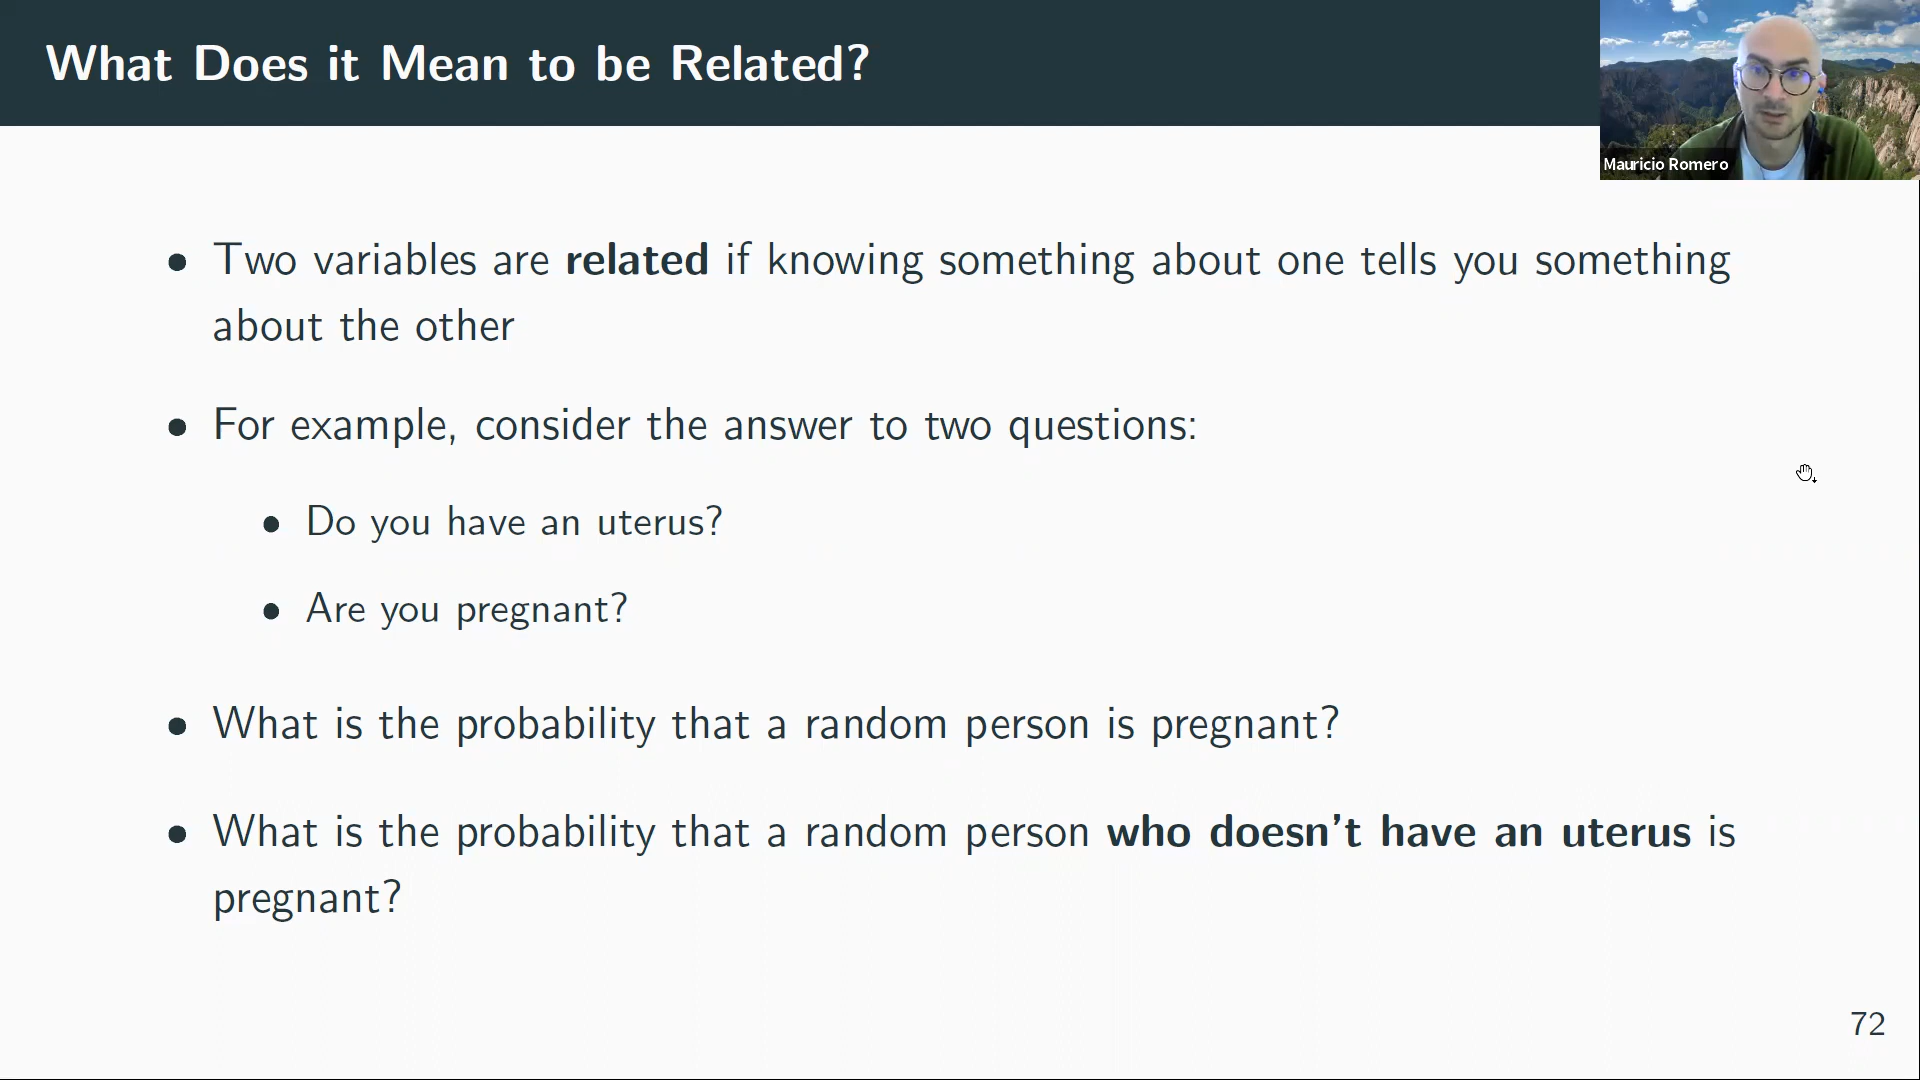 What Does it Mean to be Related?
Mauricio Romero
• Two variables are related if knowing something about one tells you something
about the other
• For example, consider the answer to two questions:
• Do you have an uterus?
• Are you pregnant?
• What is the probability that a random person is pregnant?
• What is the probability that a random person who doesn't have an uterus is
pregnant?
72